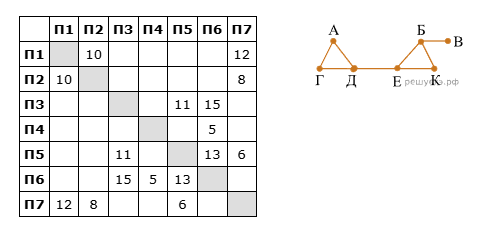 П1 П2 П3 П4 П5 П6 П7
П1 10 12
П2 10 8
П3 11 15
П4 5
П5 11 13 6
П6 15 5 13
П7 12 8 6
А Б В
Г Д Е К
решуегэ.рф